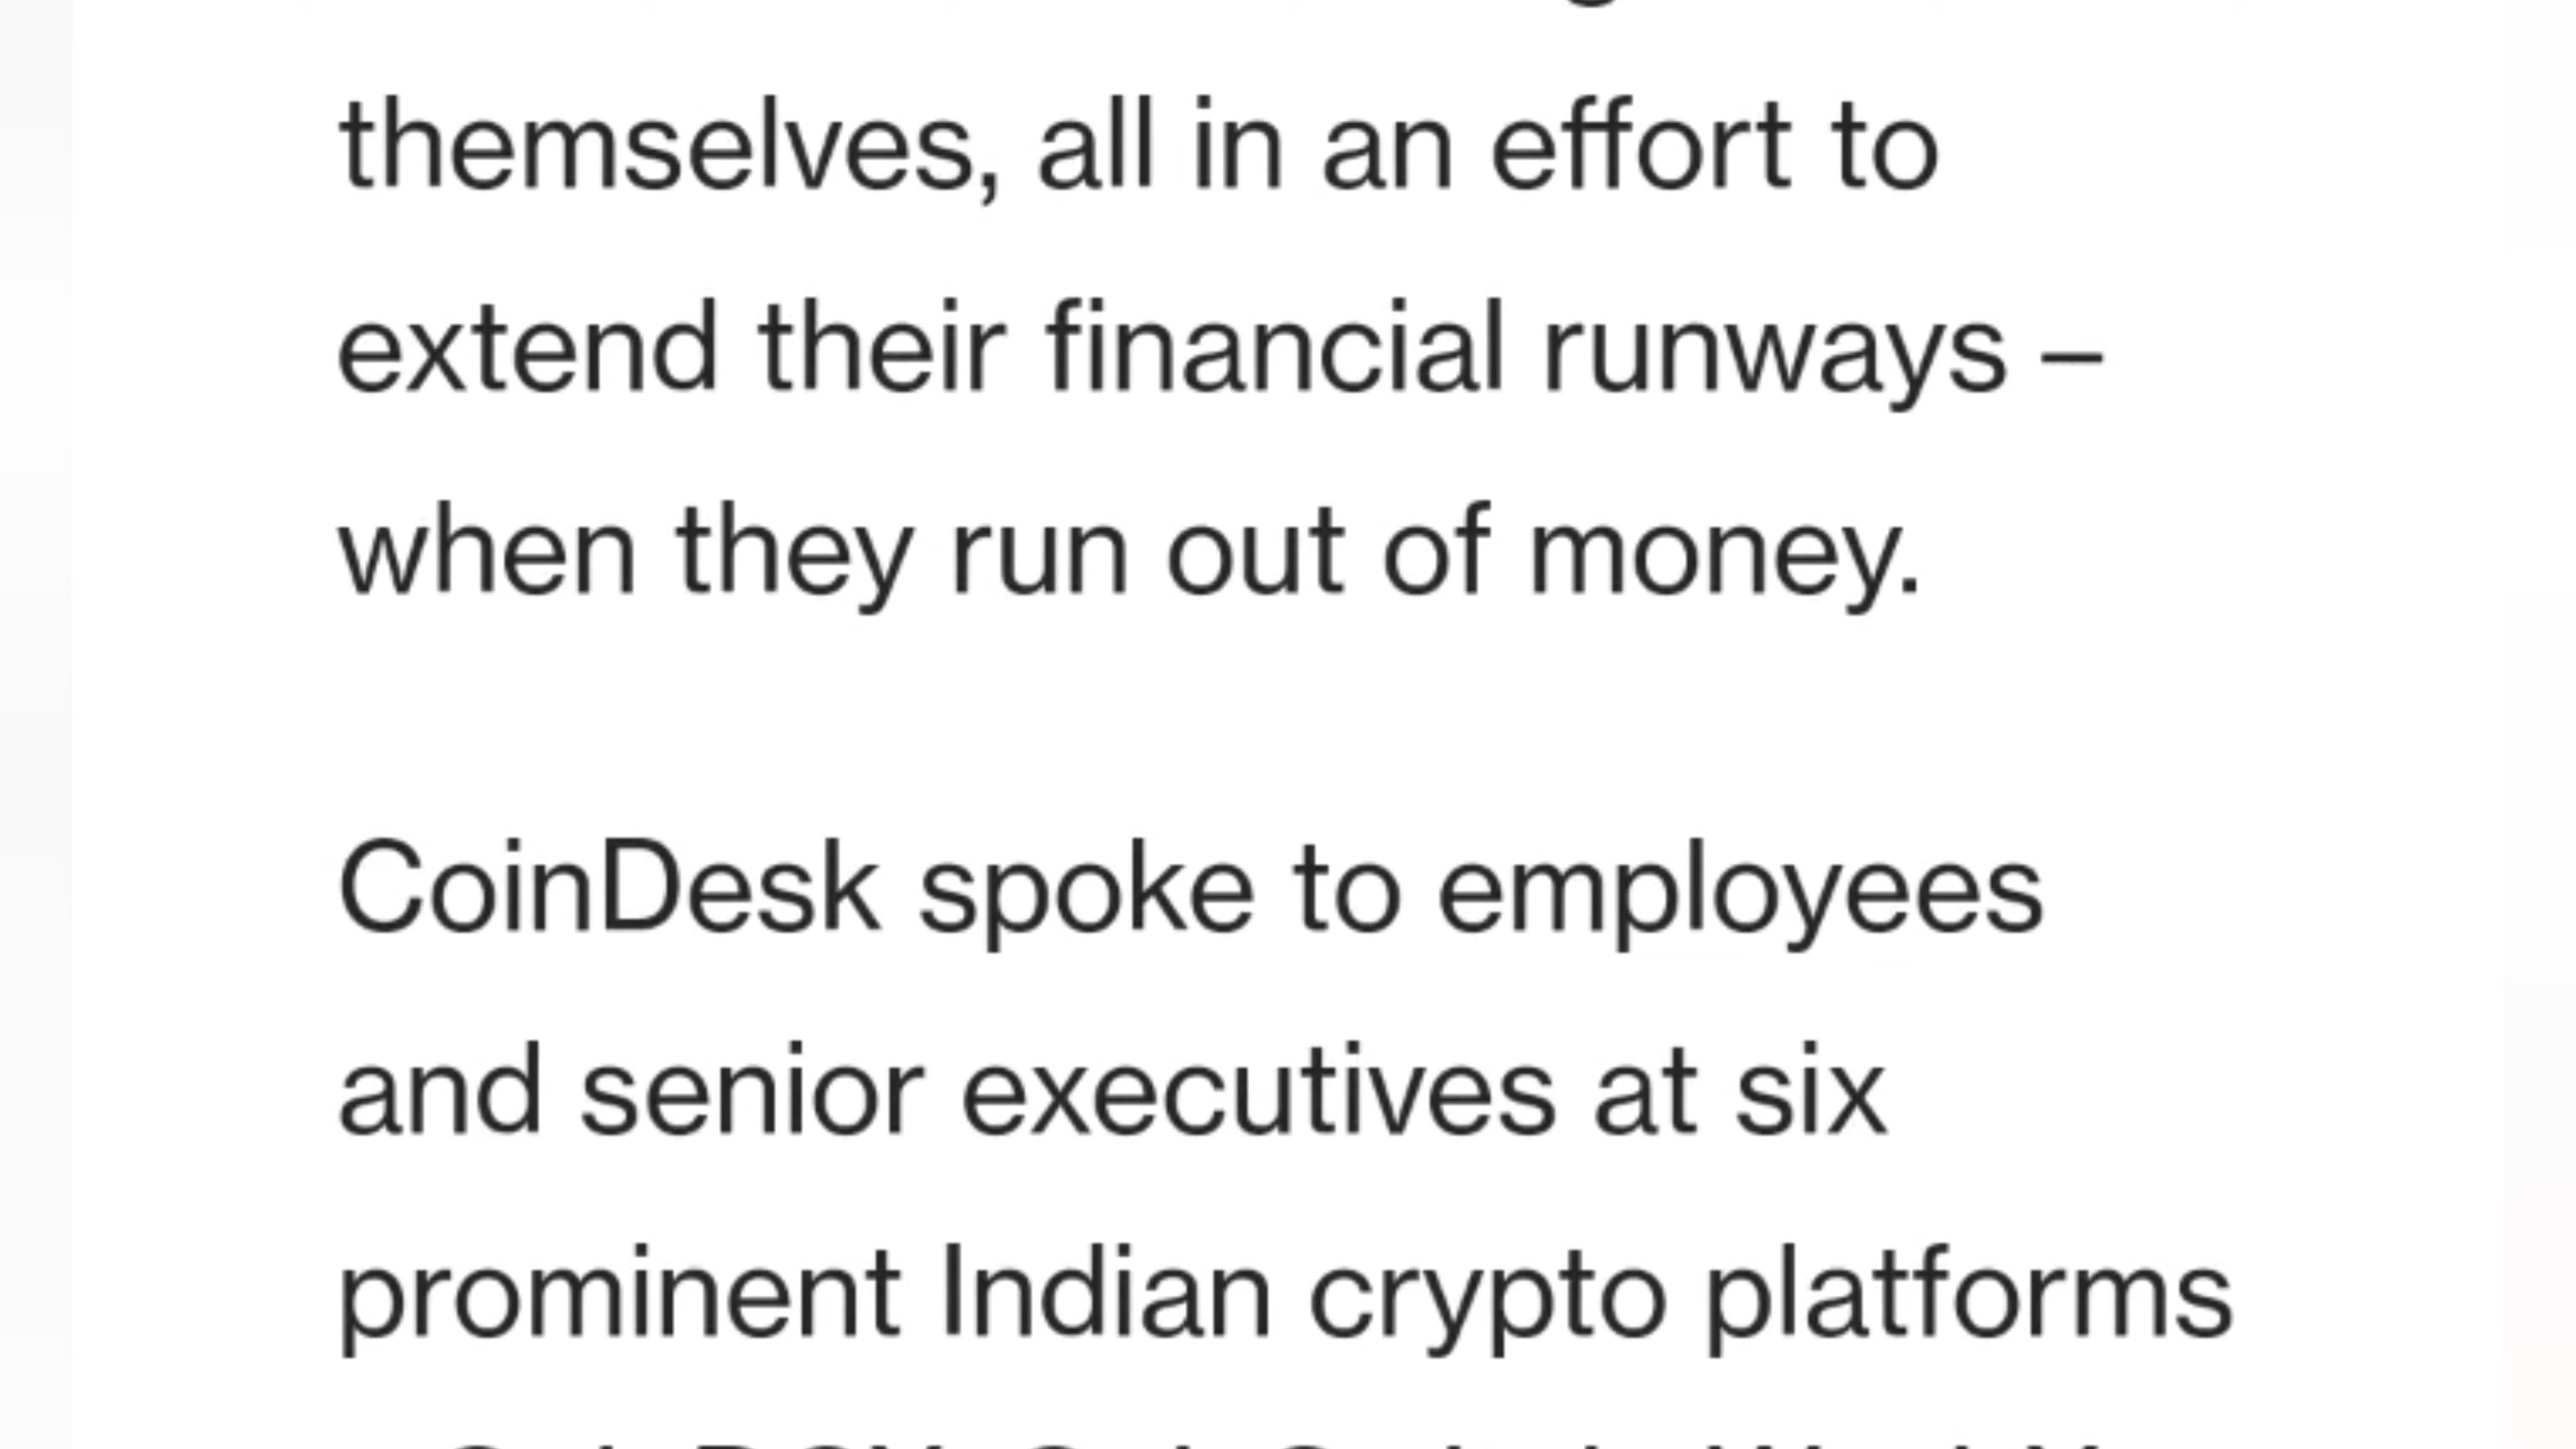 themselves, all in an effort to
extend their financial runways –
when they run out of money.
CoinDesk spoke to employees
and senior executives at six
prominent Indian crypto platforms